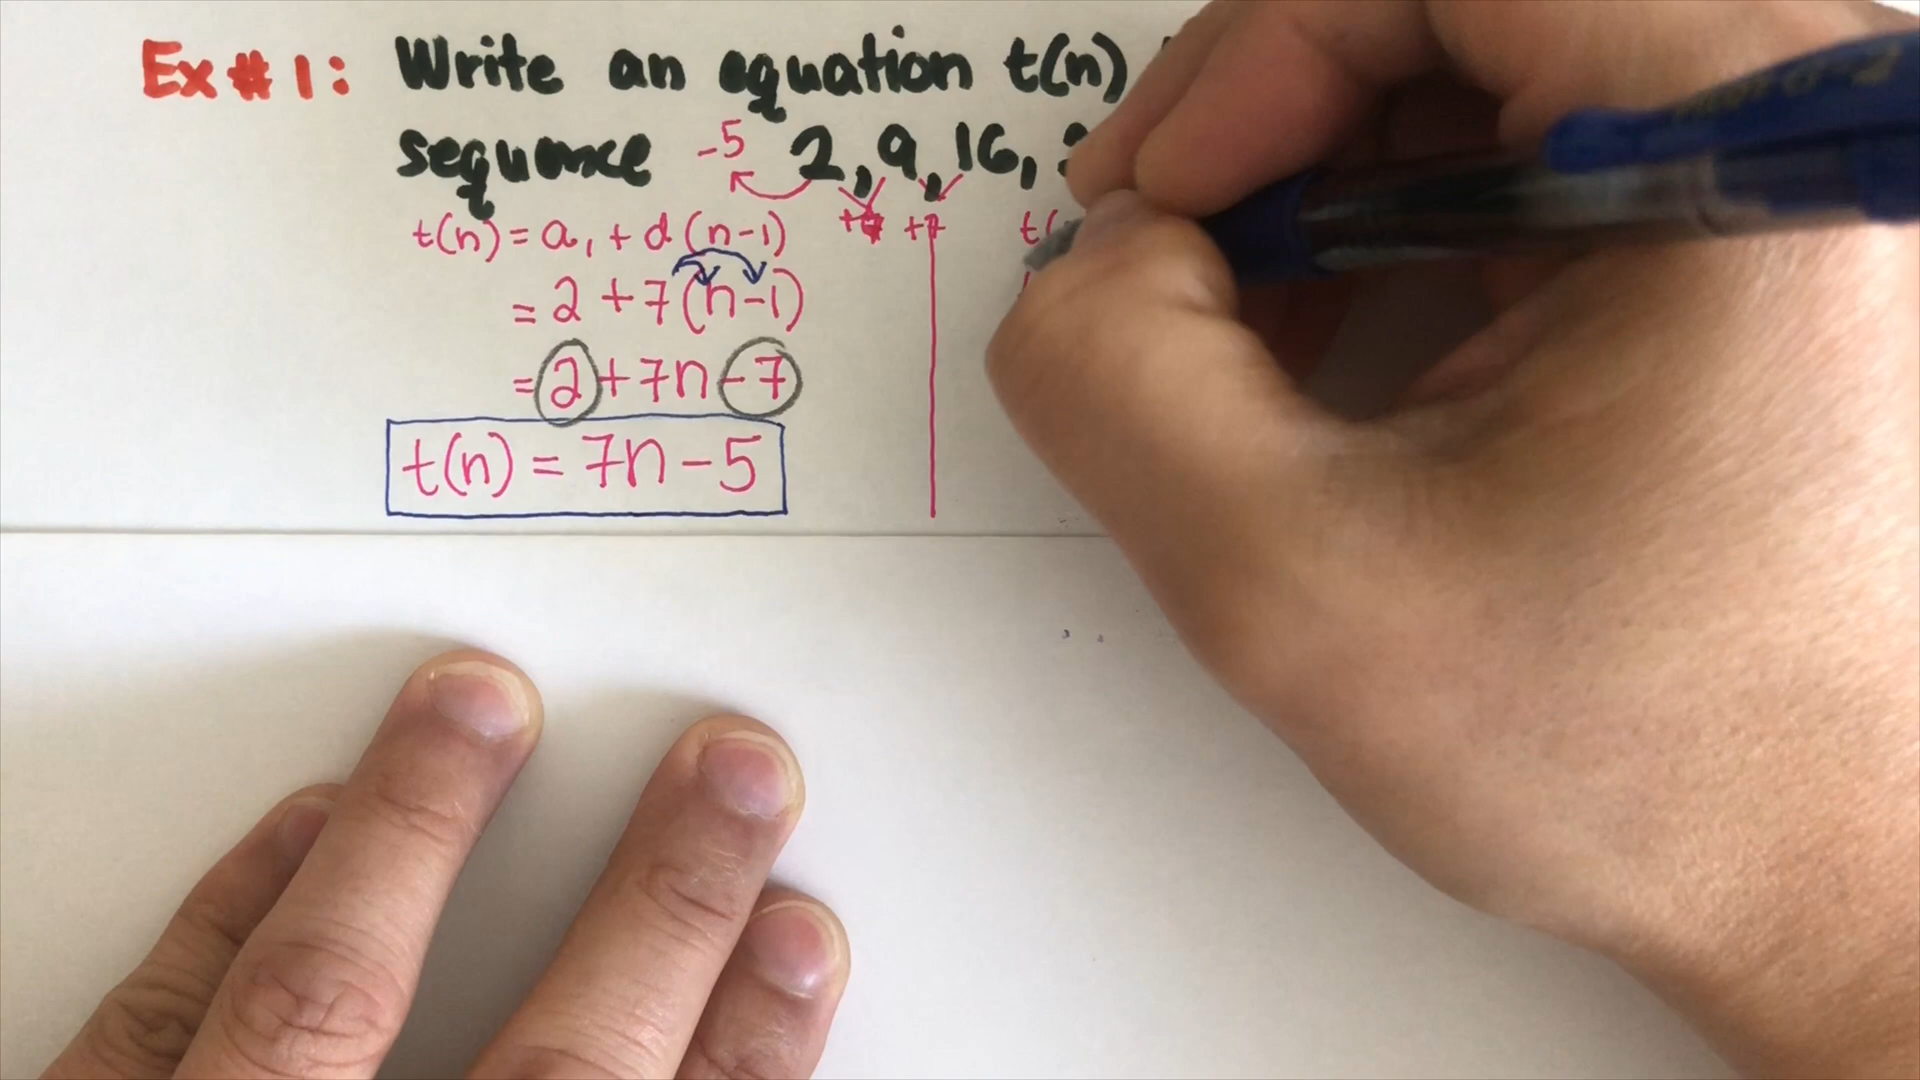 Ex #1: Write an equation t(n)
sequence -5 2, 9, 16,
+7 +7
t(n) = a₁ + d(n-1)
= 2 + 7(n-1)
= 2 + 7n - 7
t(n) = 7n - 5